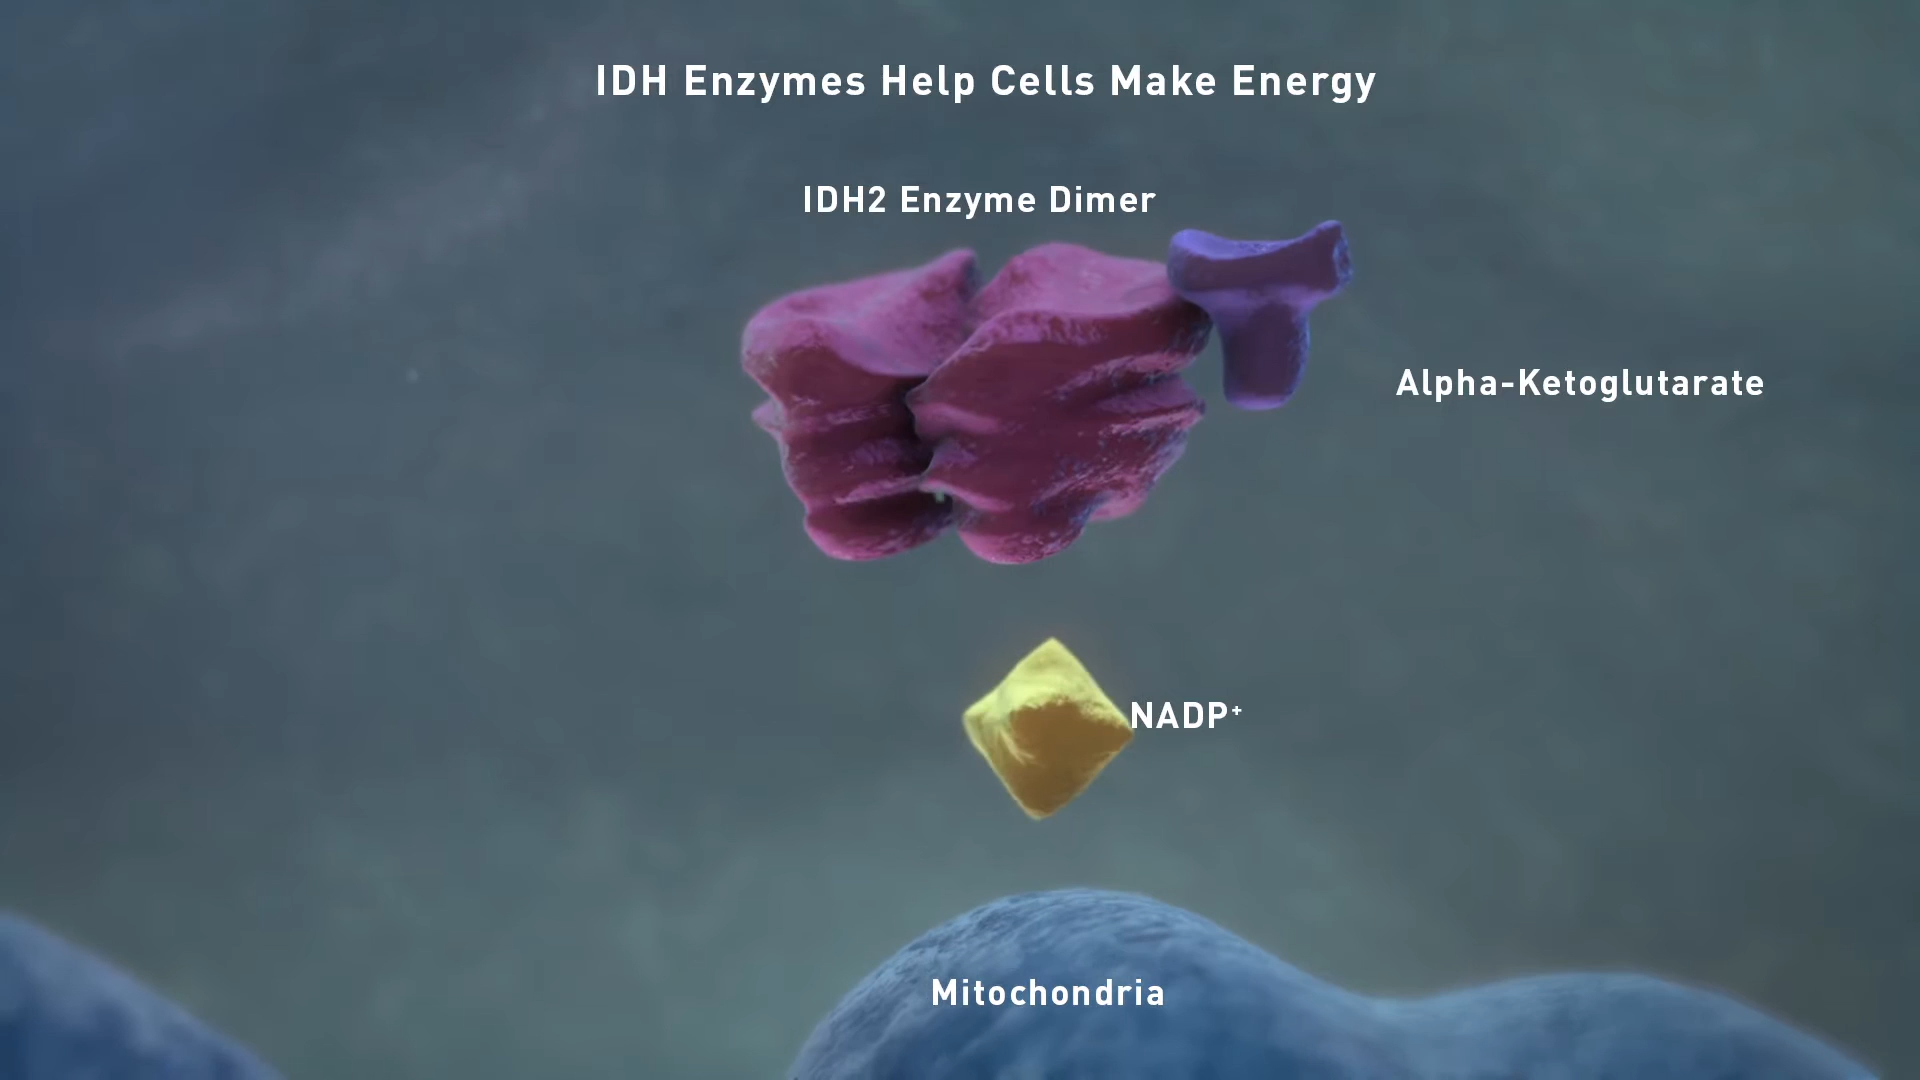 IDH Enzymes Help Cells Make Energy
IDH2 Enzyme Dimer
Alpha-Ketoglutarate
NADP⁺
Mitochondria